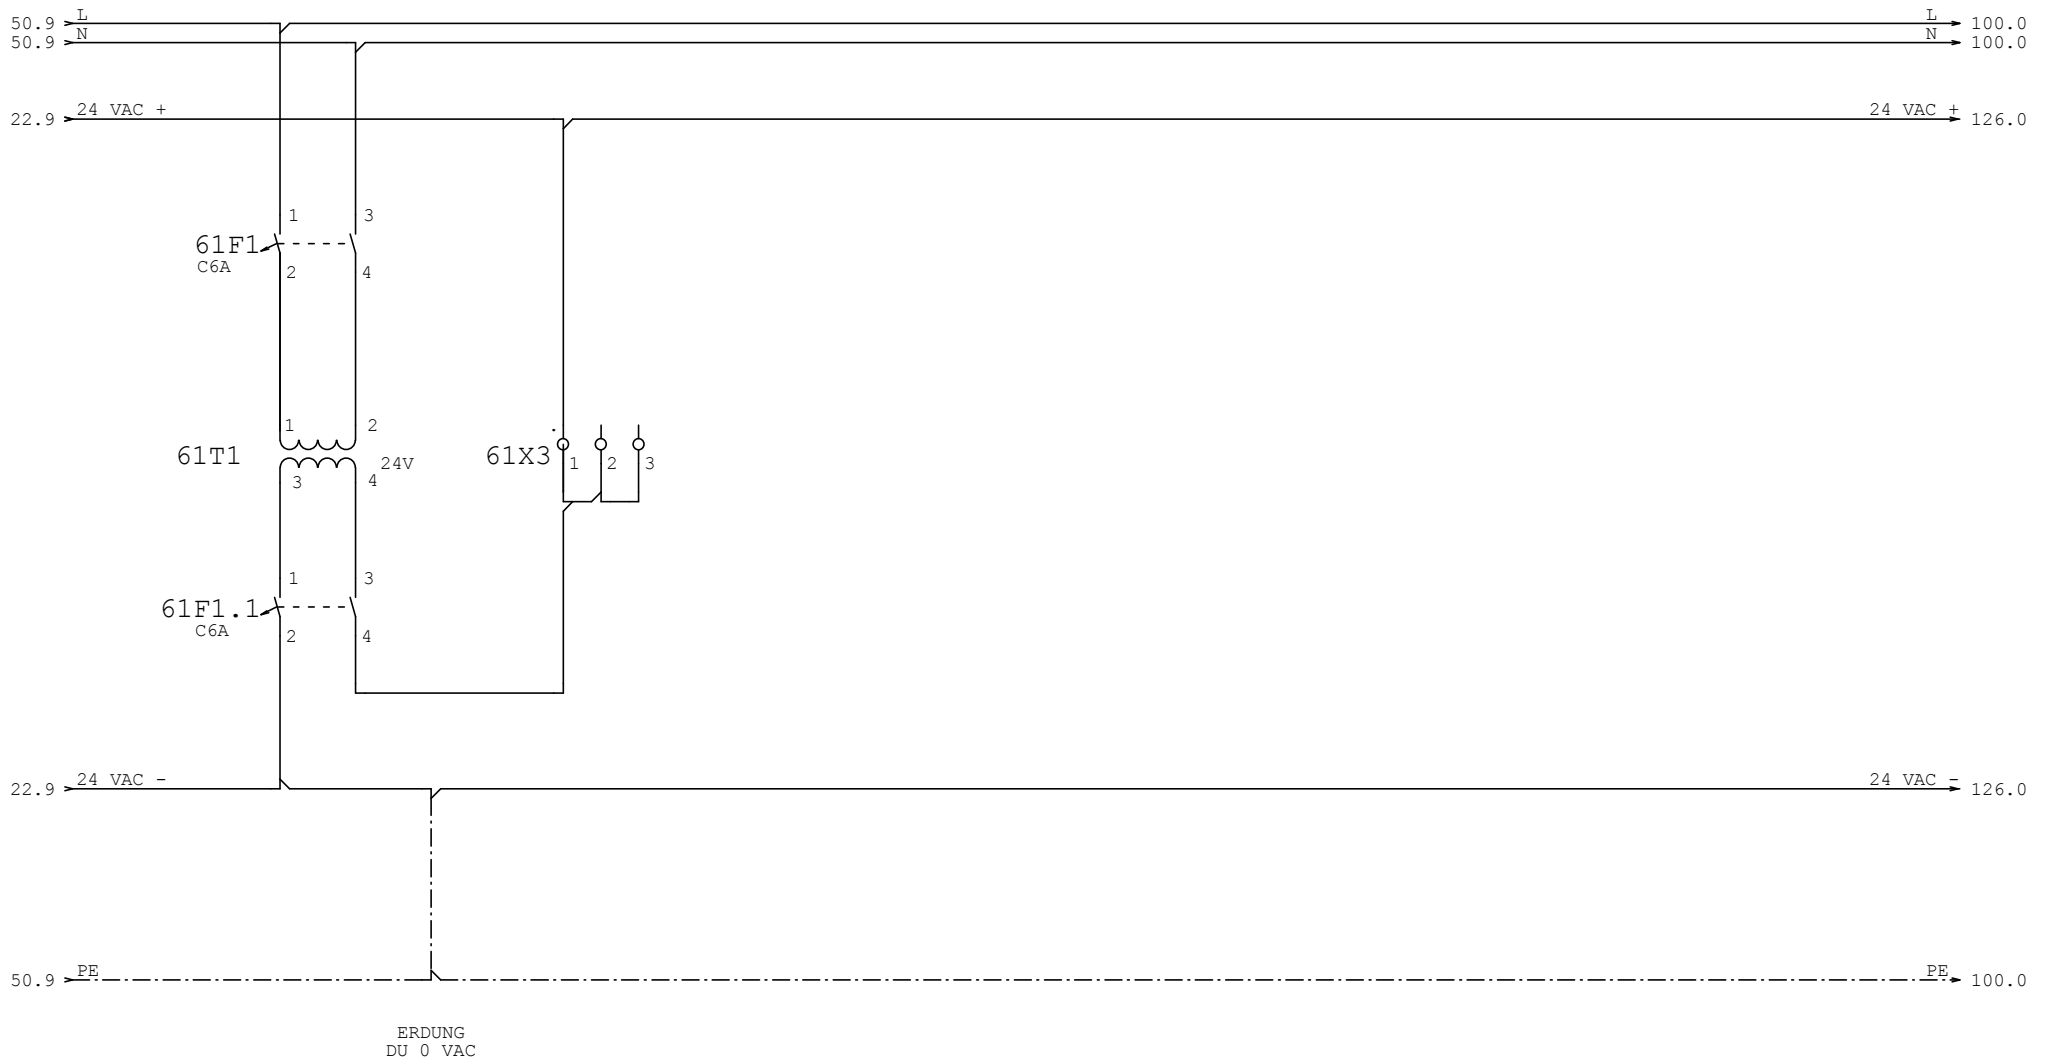 50.9 L L 100.0
50.9 N N 100.0
22.9 24 VAC + 24 VAC + 126.0
1 3
61F1
C6A
2 4
1 2
61T1 24V 61X3 1 2 3
3 4
1 3
61F1.1
C6A
2 4
22.9 24 VAC - 24 VAC - 126.0
50.9 PE PE 100.0
ERDUNG
DU 0 VAC